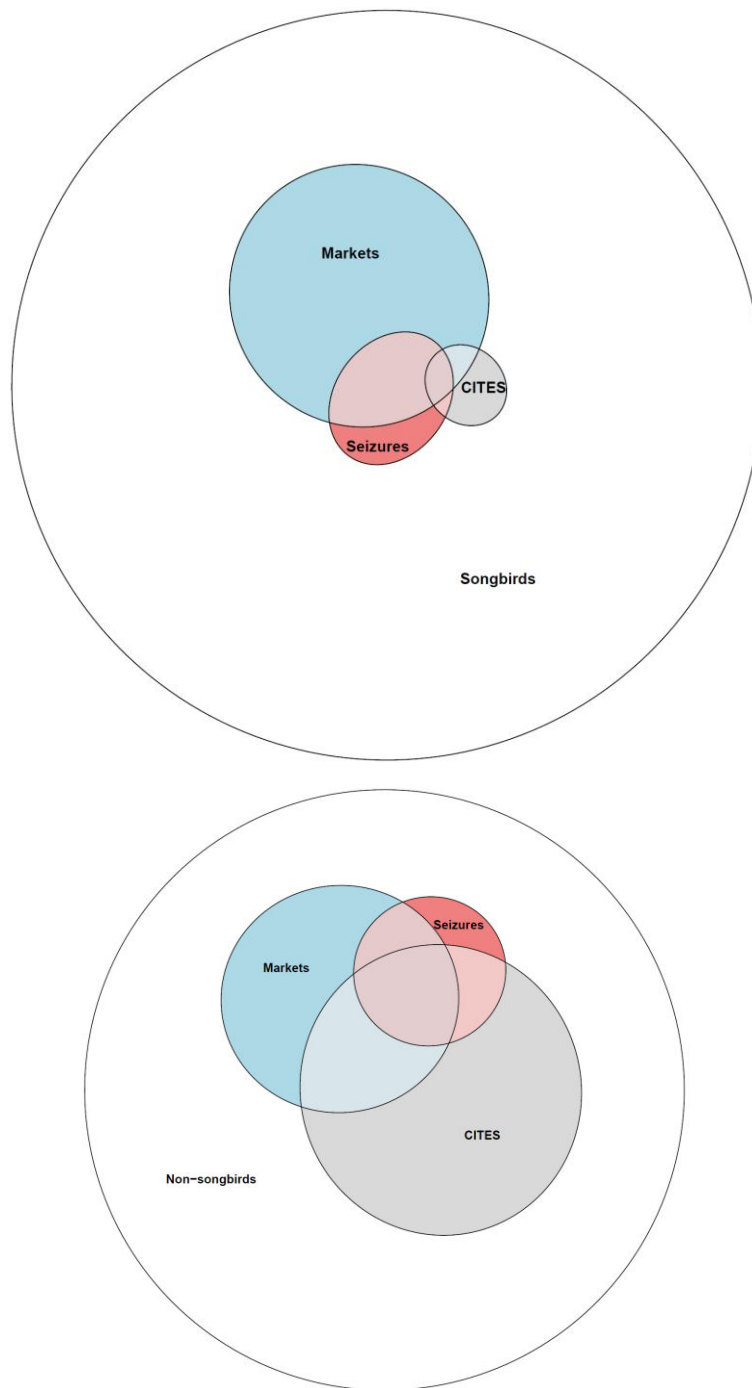 Markets
CITES
Seizures
Songbirds
Seizures
Markets
CITES
Non−songbirds